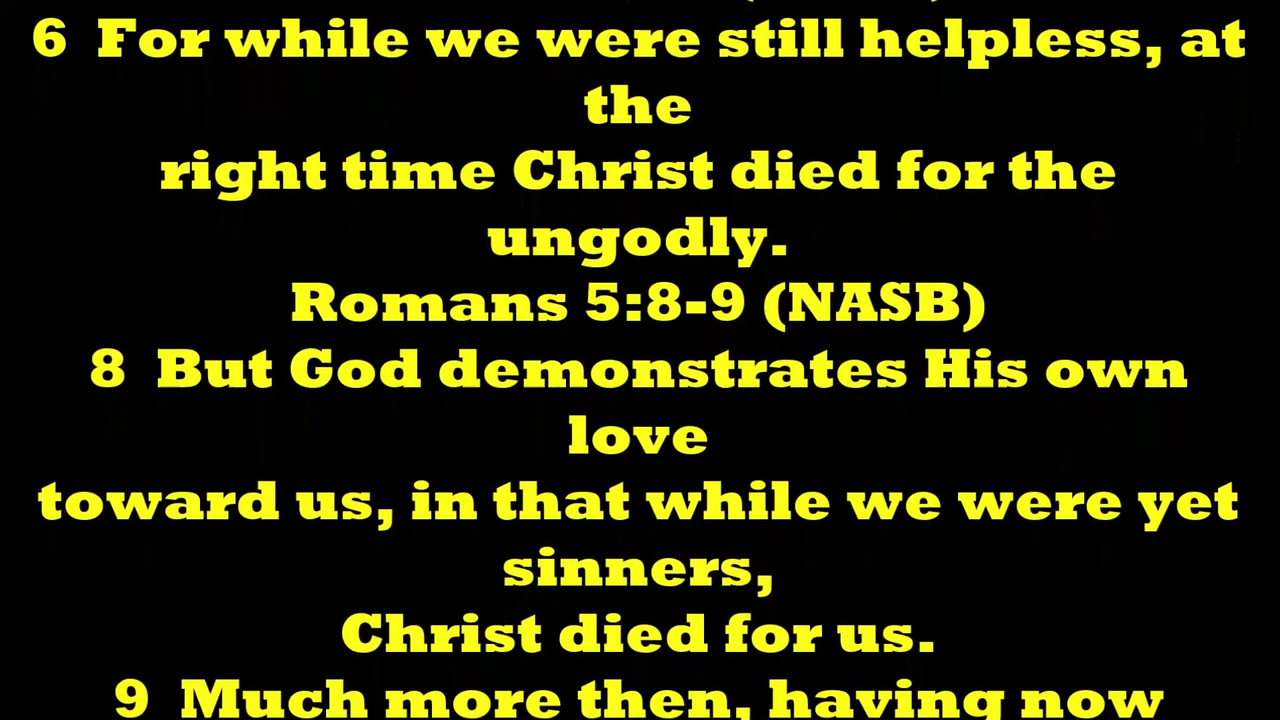 6 For while we were still helpless, at
the
right time Christ died for the
ungodly.
Romans 5:8-9 (NASB)
8 But God demonstrates His own
love
toward us, in that while we were yet
sinners,
Christ died for us.
9 Much more then, having now